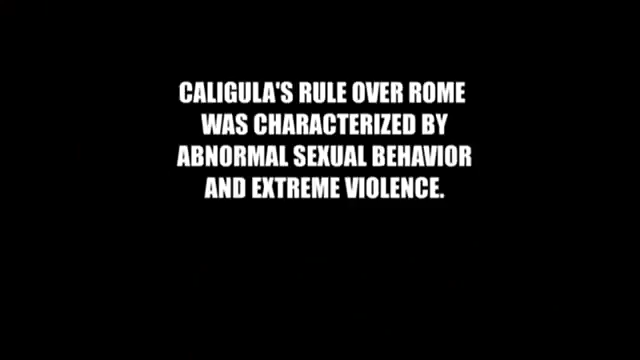 CALIGULA'S RULE OVER ROME
WAS CHARACTERIZED BY
ABNORMAL SEXUAL BEHAVIOR
AND EXTREME VIOLENCE.